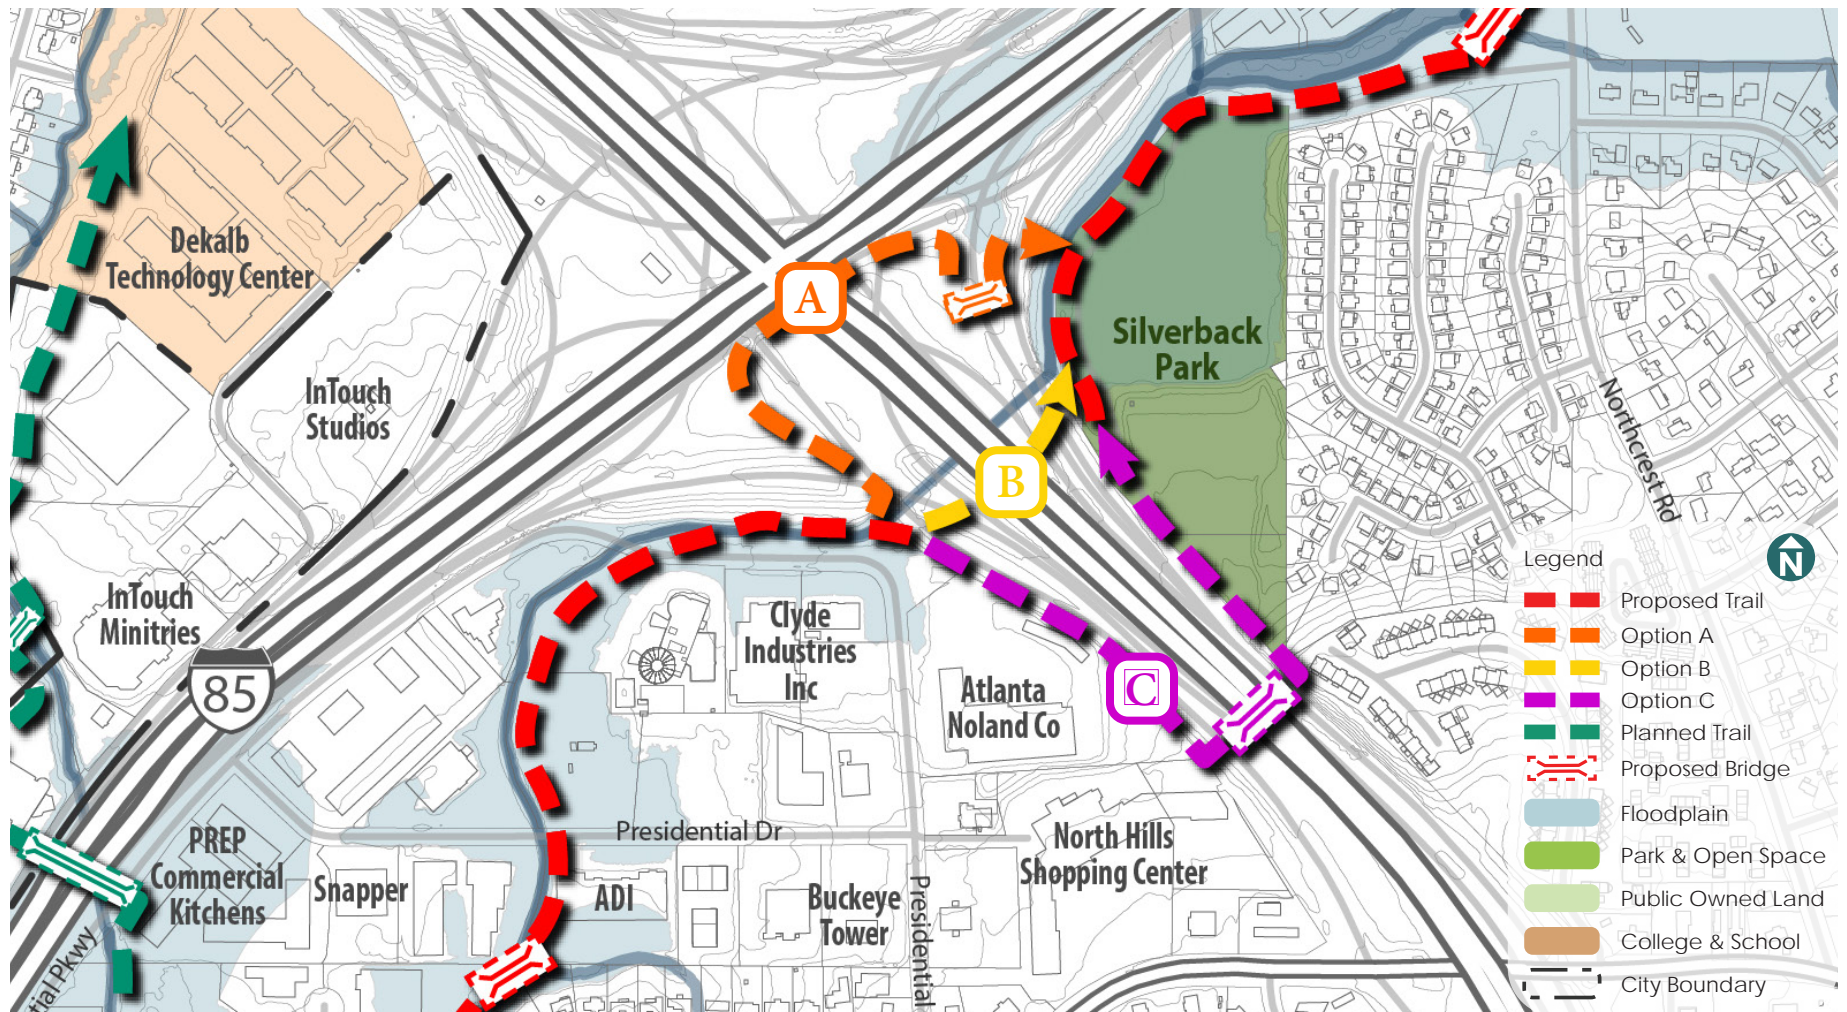 Dekalb
Technology Center
A
InTouch
Studios
Silverback
Park
B
Northcrest Rd
InTouch
Minitries
85
Clyde
Industries
Inc
Atlanta
Noland Co
C
Presidential Dr
PREP
Commercial
Kitchens
Snapper
ADI
Buckeye
Tower
Presidential
North Hills
Shopping Center
tial Pkwy
Legend
N
Proposed Trail
Option A
Option B
Option C
Planned Trail
Proposed Bridge
Floodplain
Park & Open Space
Public Owned Land
College & School
City Boundary